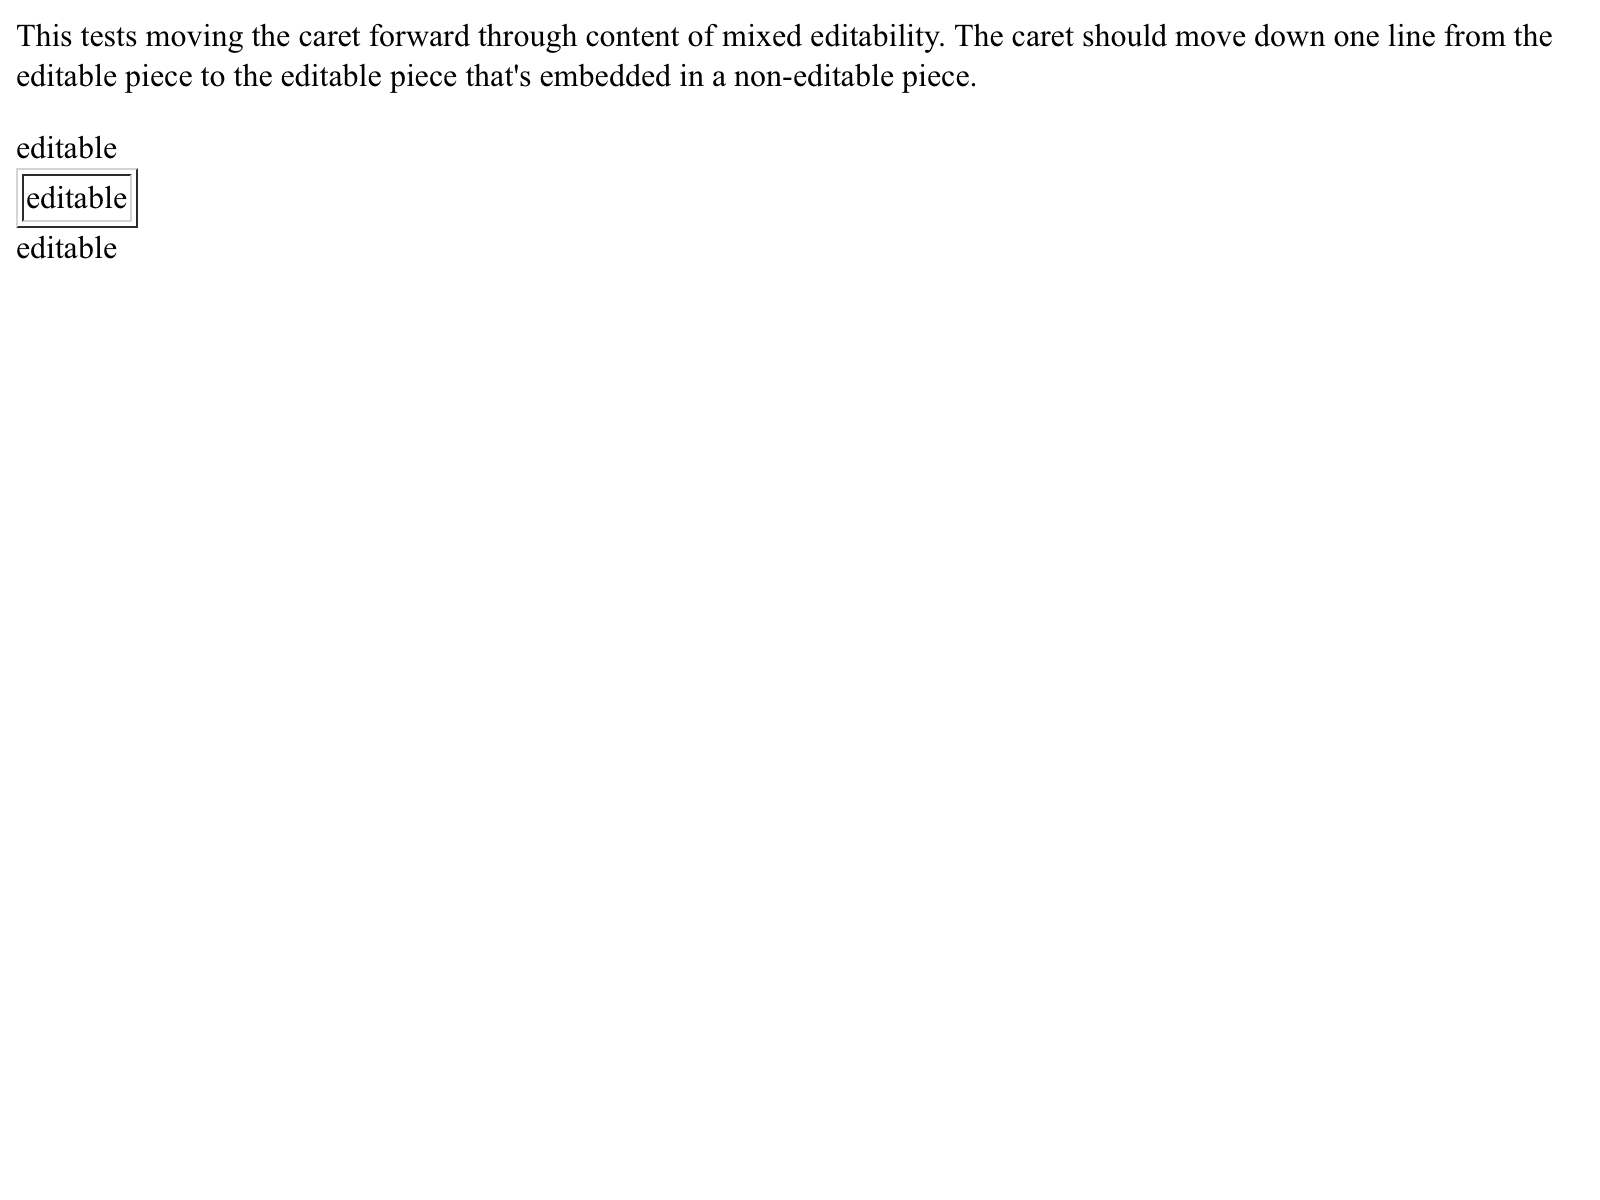 This tests moving the caret forward through content of mixed editability. The caret should move down one line from the
editable piece to the editable piece that's embedded in a non-editable piece.
editable
editable
editable